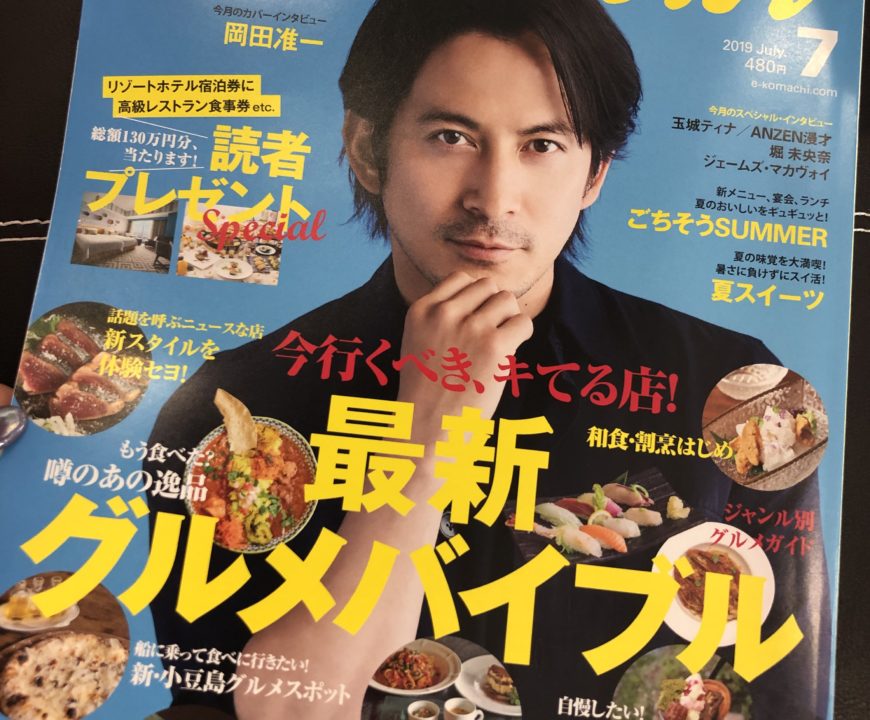 今月のカバーインタビュー
岡田准一
2019 July.
7
480円
e-komachi.com
リゾートホテル宿泊券に
高級レストラン食事券 etc.
総額130万円分、
当たります!
読者
プレゼント
Special
今月のスペシャル・インタビュー
玉城ティナ/ANZEN漫才
堀 未央奈
ジェームズ・マカヴォイ
新メニュー、宴会、ランチ
夏のおいしいをギュギュッと!
ごちそうSUMMER
夏の味覚を大満喫!
暑さに負けずにスイ活!
夏スイーツ
話題を呼ぶニュースな店
新スタイルを
体験セヨ!
今行くべき、キてる店!
最新
グルメバイブル
もう食べた?
噂のあの逸品
和食・割烹はじめ
ジャンル別
グルメガイド
船に乗って食べに行きたい!
新・小豆島グルメスポット
自慢したい!